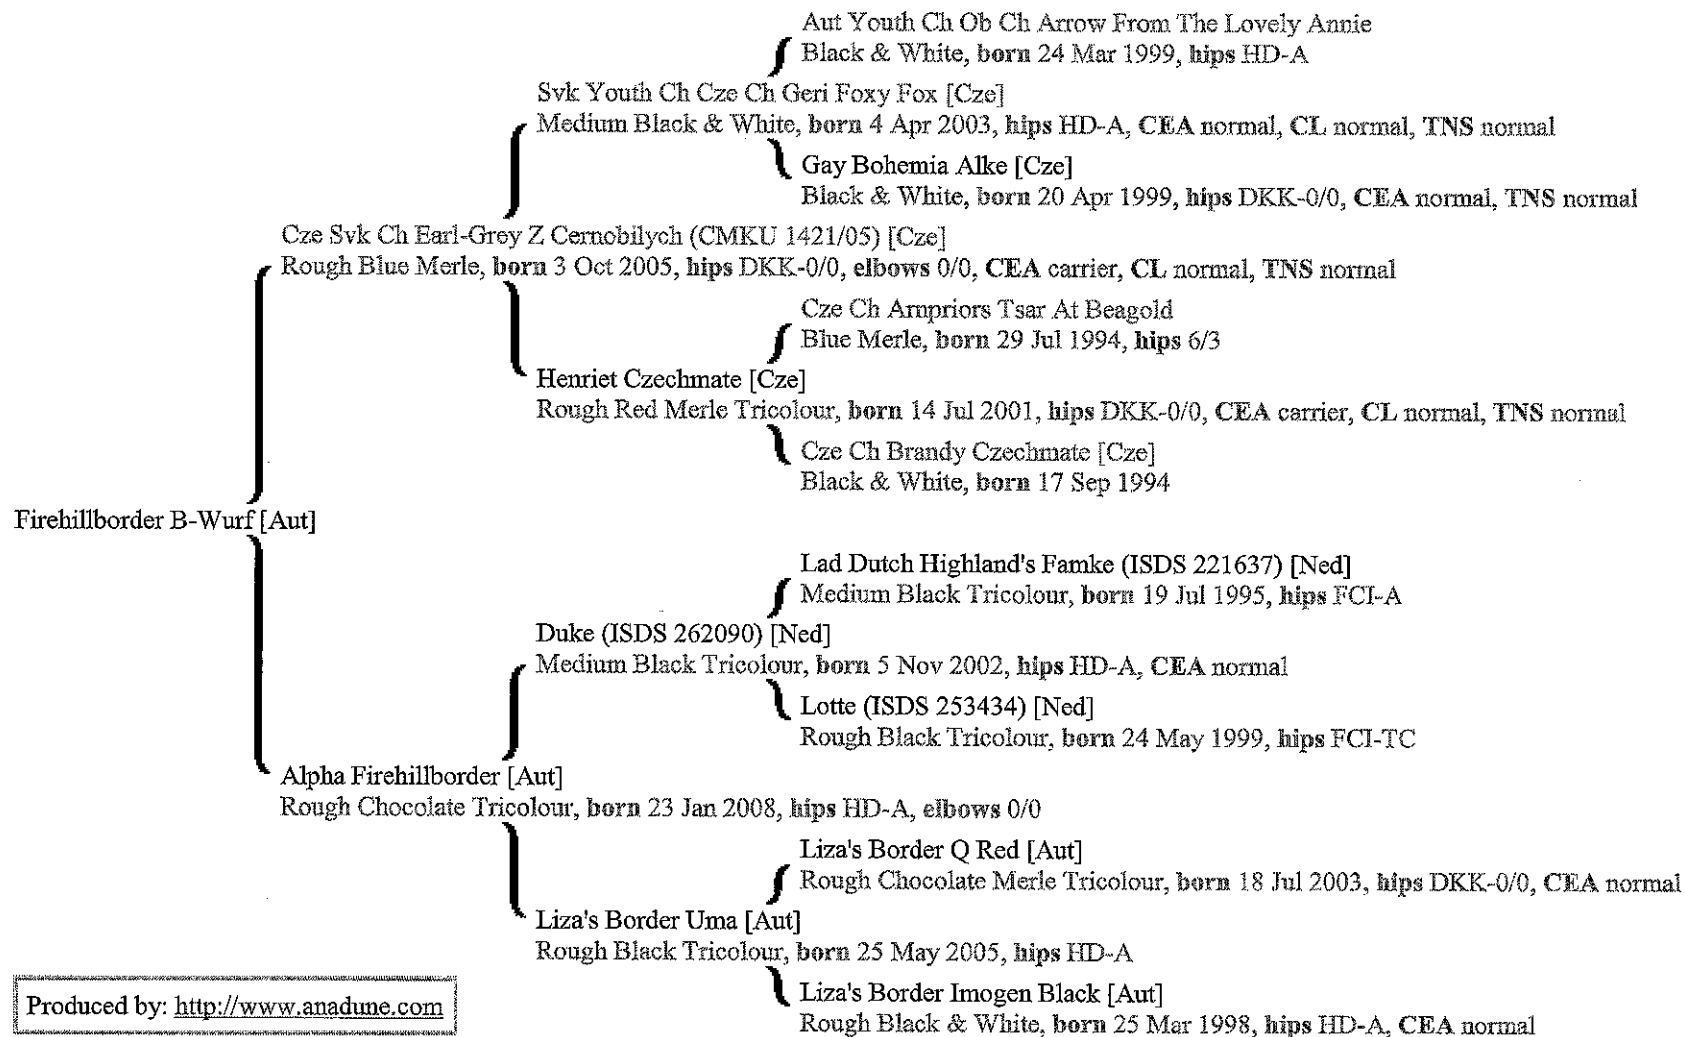 Aut Youth Ch Ob Ch Arrow From The Lovely Annie
Black & White, born 24 Mar 1999, hips HD-A
Svk Youth Ch Cze Ch Geri Foxy Fox [Cze]
Medium Black & White, born 4 Apr 2003, hips HD-A, CEA normal, CL normal, TNS normal
Gay Bohemia Alke [Cze]
Black & White, born 20 Apr 1999, hips DKK-0/0, CEA normal, TNS normal
Cze Svk Ch Earl-Grey Z Cernobilych (CMKU 1421/05) [Cze]
Rough Blue Merle, born 3 Oct 2005, hips DKK-0/0, elbows 0/0, CEA carrier, CL normal, TNS normal
Cze Ch Arnpriors Tsar At Beagold
Blue Merle, born 29 Jul 1994, hips 6/3
Henriet Czechmate [Cze]
Rough Red Merle Tricolour, born 14 Jul 2001, hips DKK-0/0, CEA carrier, CL normal, TNS normal
Cze Ch Brandy Czechmate [Cze]
Black & White, born 17 Sep 1994
Firehillborder B-Wurf [Aut]
Lad Dutch Highland's Famke (ISDS 221637) [Ned]
Medium Black Tricolour, born 19 Jul 1995, hips FCI-A
Duke (ISDS 262090) [Ned]
Medium Black Tricolour, born 5 Nov 2002, hips HD-A, CEA normal
Lotte (ISDS 253434) [Ned]
Rough Black Tricolour, born 24 May 1999, hips FCI-TC
Alpha Firehillborder [Aut]
Rough Chocolate Tricolour, born 23 Jan 2008, hips HD-A, elbows 0/0
Liza's Border Q Red [Aut]
Rough Chocolate Merle Tricolour, born 18 Jul 2003, hips DKK-0/0, CEA normal
Liza's Border Uma [Aut]
Rough Black Tricolour, born 25 May 2005, hips HD-A
Liza's Border Imogen Black [Aut]
Rough Black & White, born 25 Mar 1998, hips HD-A, CEA normal
Produced by: http://www.anadune.com